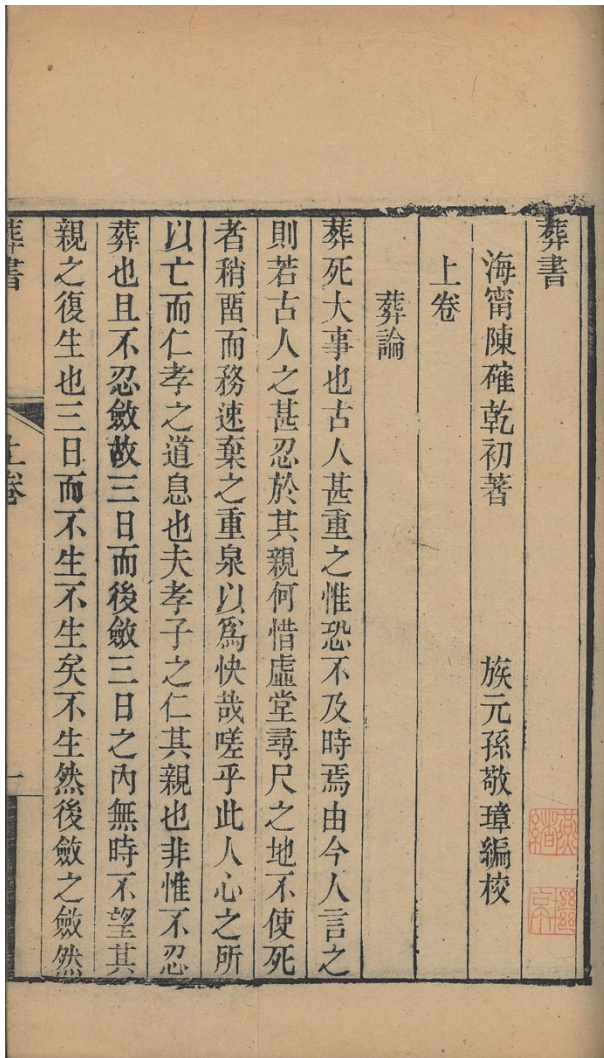 葬書
海甯陳確乾初著 族元孫敬璋編校
上卷
葬論
葬死大事也古人甚重之惟恐不及時焉由今人言之
則若古人之甚忍於其親何惜虛堂尋尺之地不使死
者稍畱而務速棄之重泉以爲快哉嗟乎此人心之所
以亡而仁孝之道息也夫孝子之仁其親也非惟不忍
葬也且不忍斂故三日而後斂三日之內無時不望其
親之復生也三日而不生不生矣不生然後斂之斂然
葬書 上卷 一